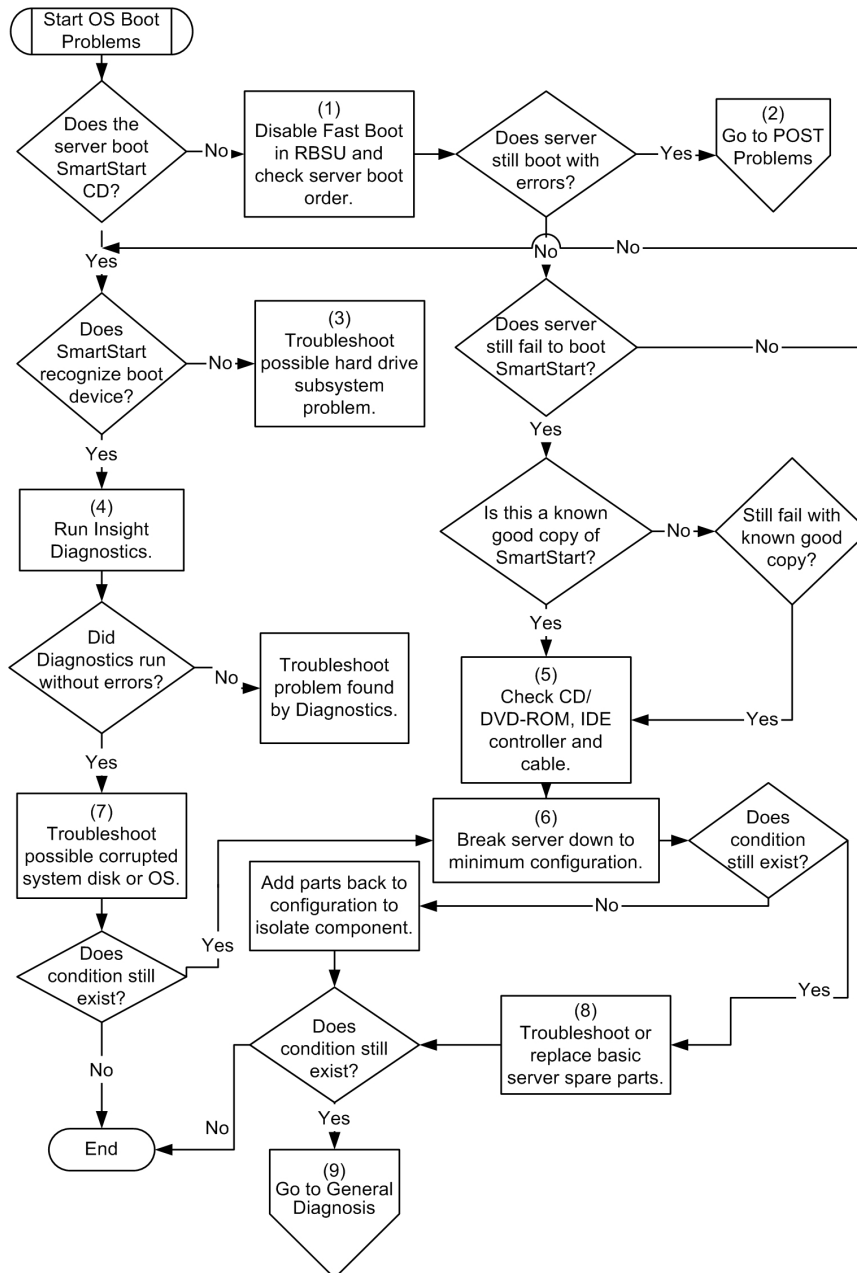 Start OS Boot
Problems
Does the
server boot
SmartStart
CD?
No
(1)
Disable Fast Boot
in RBSU and
check server boot
order.
Does server
still boot with
errors?
Yes
(2)
Go to POST
Problems
Yes
No
No
Does
SmartStart
recognize boot
device?
No
(3)
Troubleshoot
possible hard drive
subsystem
problem.
Does server
still fail to boot
SmartStart?
No
Yes
Yes
(4)
Run Insight
Diagnostics.
Is this a known
good copy of
SmartStart?
No
Still fail with
known good
copy?
Did
Diagnostics run
without errors?
No
Troubleshoot
problem found
by Diagnostics.
Yes
(5)
Check CD/
DVD-ROM, IDE
controller and
cable.
Yes
Yes
(7)
Troubleshoot
possible corrupted
system disk or OS.
(6)
Break server down to
minimum configuration.
Does
condition
still exist?
Add parts back to
configuration to
isolate component.
No
Yes
Does
condition still
exist?
Yes
(8)
Troubleshoot or
replace basic
server spare parts.
Does
condition still
exist?
No
No
Yes
End
(9)
Go to General
Diagnosis